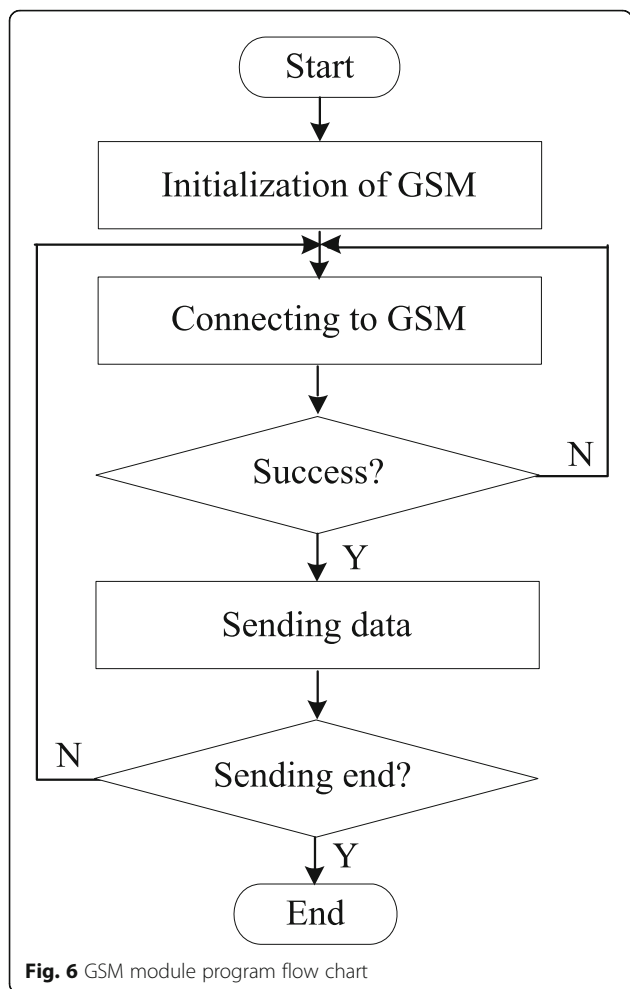 Start
Initialization of GSM
Connecting to GSM
Success?
N
Y
Sending data
N
Sending end?
Y
End
Fig. 6 GSM module program flow chart